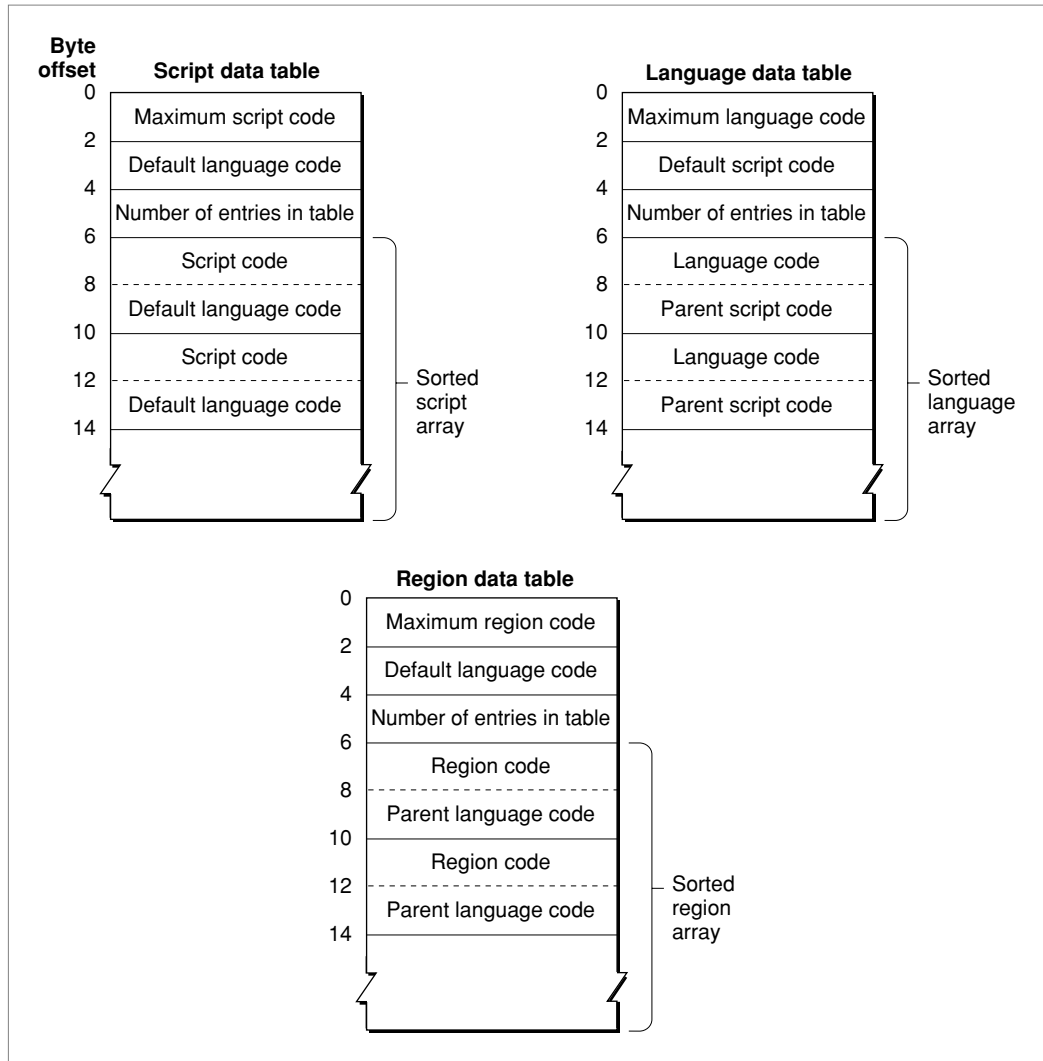 Byte
offset
Script data table
0
Maximum script code
2
Default language code
4
Number of entries in table
6
Script code
8
Default language code
10
Script code
12
Default language code
14
Sorted
script
array
Language data table
0
Maximum language code
2
Default script code
4
Number of entries in table
6
Language code
8
Parent script code
10
Language code
12
Parent script code
14
Sorted
language
array
Region data table
0
Maximum region code
2
Default language code
4
Number of entries in table
6
Region code
8
Parent language code
10
Region code
12
Parent language code
14
Sorted
region
array